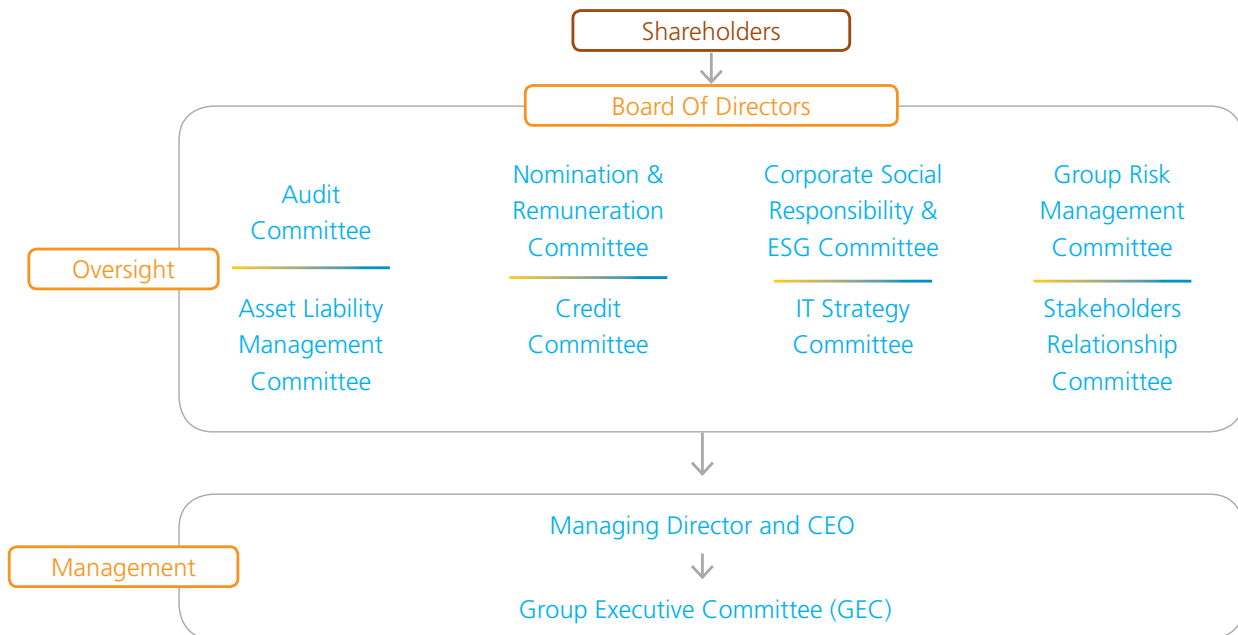 Shareholders
Board Of Directors
Oversight
Audit
Committee
Asset Liability
Management
Committee
Nomination &
Remuneration
Committee
Credit
Committee
Corporate Social
Responsibility &
ESG Committee
IT Strategy
Committee
Group Risk
Management
Committee
Stakeholders
Relationship
Committee
Management
Managing Director and CEO
Group Executive Committee (GEC)